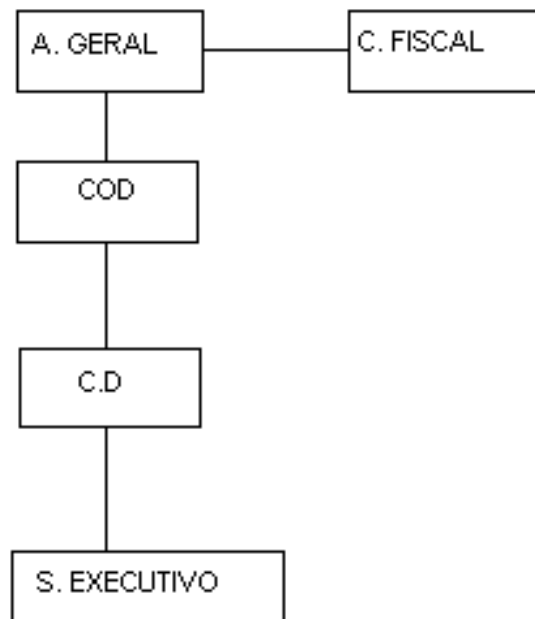 A. GERAL
C. FISCAL
COD
C.D
S. EXECUTIVO